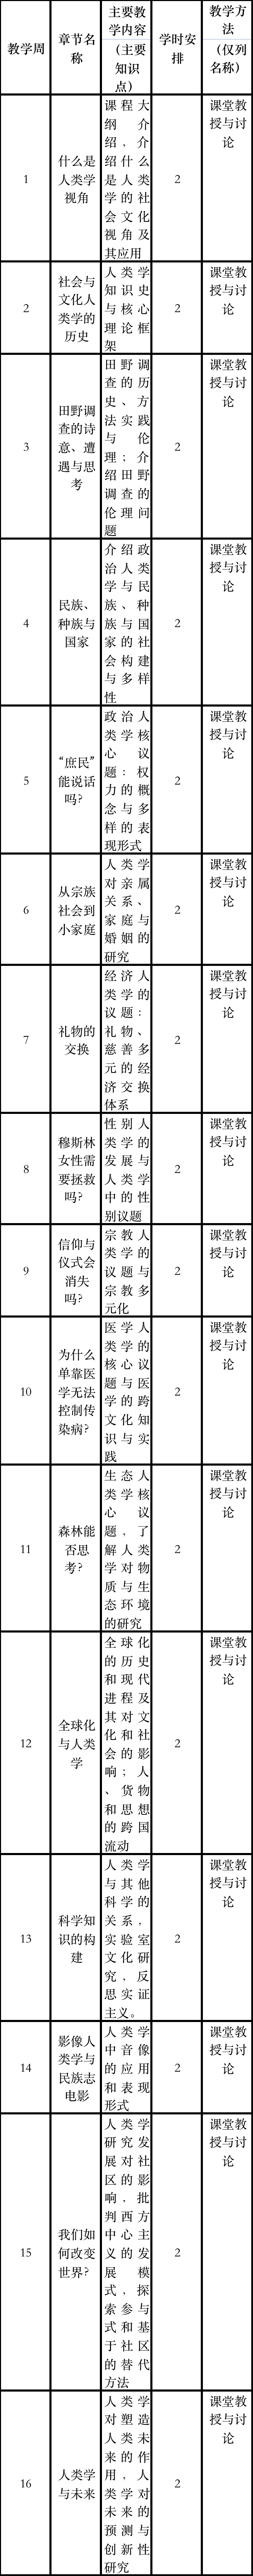 教学周
章节名
称
主要教
学内容
（主要
知识
点）
学时安
排
教学方
法
（仅列
名称）
1
什么是
人类学
视角
课程大
纲介
绍，介
绍什么
是人类
学的社
会文化
视角及
其应用
2
课堂教
授与讨
论
2
社会与
文化人
类学的
历史
人类学
知识史
与核心
理论框
架
2
课堂教
授与讨
论
3
田野调
查的诗
意、遭
遇与思
考
田野调
查的历
史、方
法实践
与伦
理；介
绍田野
调查的
伦理问
题
2
课堂教
授与讨
论
4
民族、
种族与
国家
介绍政
治人类
学与民
族、种
族与国
家的社
会构建
与多样
性
2
课堂教
授与讨
论
5
“庶民”
能说话
吗？
政治人
类学核
心议
题：权
力的概
念与多
样的表
现形式
2
课堂教
授与讨
论
6
从宗族
社会到
小家庭
人类学
对亲属
关系、
家庭与
婚姻的
研究
2
课堂教
授与讨
论
7
礼物的
交换
经济人
类学的
议题：
礼物、
慈善多
元的经
济交换
体系
2
课堂教
授与讨
论
8
穆斯林
女性需
要拯救
吗？
性别人
类学的
发展与
人类学
中的性
别议题
2
课堂教
授与讨
论
9
信仰与
仪式会
消失
吗？
宗教人
类学的
议题与
宗教多
元化
2
课堂教
授与讨
论
10
为什么
单靠医
学无法
控制传
染病？
医学人
类学的
核心议
题与医
学的跨
文化知
识与实
践
2
课堂教
授与讨
论
11
森林能
否思
考？
生态人
类学核
心议
题，了
解人类
学对物
质与生
态环境
的研究
2
课堂教
授与讨
论
12
全球化
与人类
学
全球化
的历史
和现代
进程及
其对文
化和社
会的影
响；人
、货物
和思想
的跨国
流动
2
课堂教
授与讨
论
13
科学知
识的构
建
人类学
与其他
科学的
关系，
实验室
文化研
究，反
思实证
主义。
2
课堂教
授与讨
论
14
影像人
类学与
民族志
电影
人类学
中音像
的应用
和表现
形式
2
课堂教
授与讨
论
15
我们如
何改变
世界？
人类学
研究发
展对社
区的影
响，批
判西方
中心主
义的发
展模
式，探
索参与
式和基
于社区
的替代
方法
2
课堂教
授与讨
论
16
人类学
与未来
人类学
对塑造
人类未
来的作
用，人
类学对
未来的
预测与
创新性
研究
2
课堂教
授与讨
论